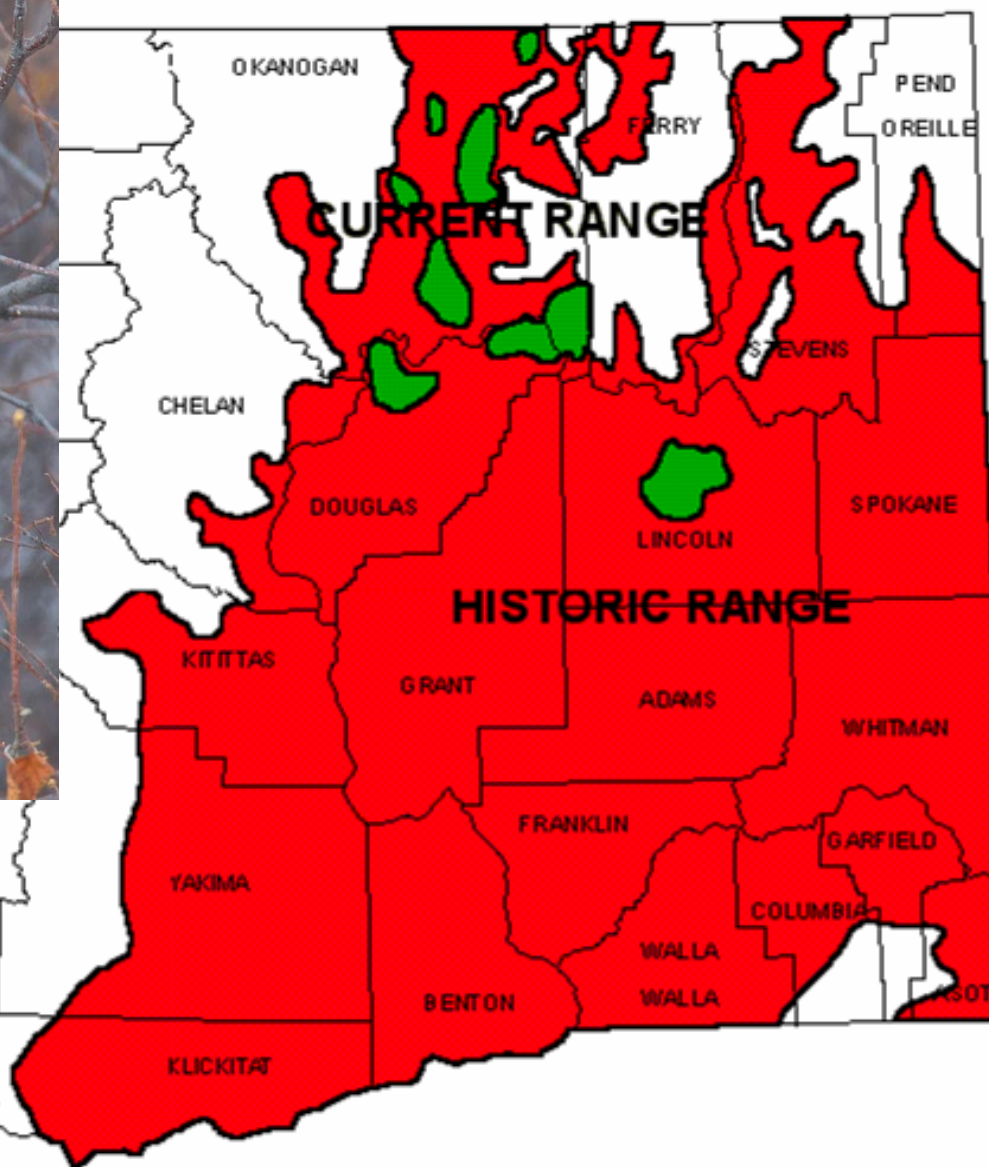 OKANOGAN
PEND
OREILLE
FERRY
CURRENT RANGE
STEVENS
CHELAN
DOUGLAS
SPOKANE
LINCOLN
HISTORIC RANGE
KITITTAS
GRANT
ADAMS
WHITMAN
FRANKLIN
GARFIELD
YAKIMA
COLUMBIA
WALLA
WALLA
BENTON
ASOT
KLICKITAT